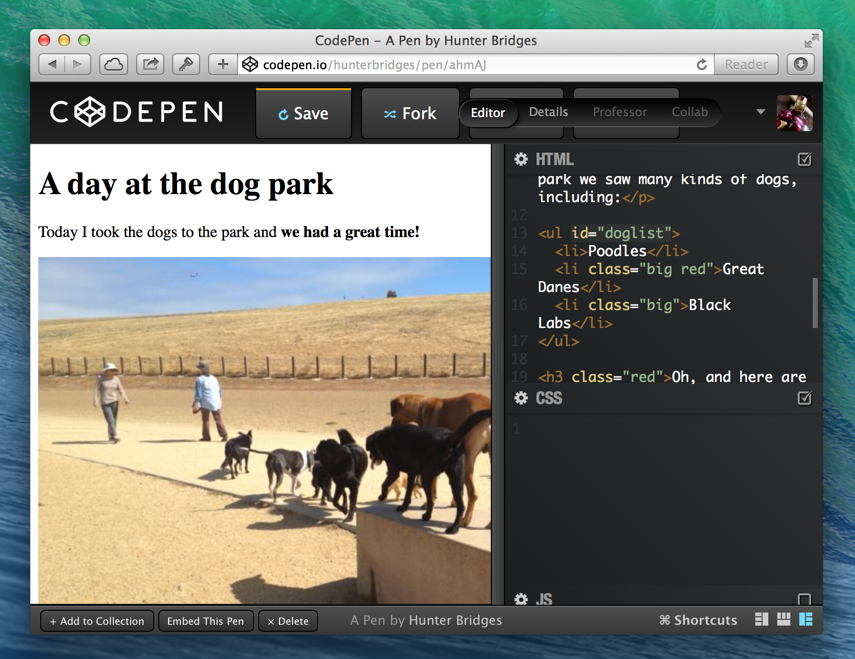 CodePen - A Pen by Hunter Bridges
codepen.io/hunterbridges/pen/ahmAJ
Reader
CODEPEN
Save
Fork
Editor
Details
Professor
Collab
A day at the dog park
Today I took the dogs to the park and we had a great time!
HTML
park we saw many kinds of dogs,
including:</p>
12
13 <ul id="doglist">
14 <li>Poodles</li>
15 <li class="big red">Great
Danes</li>
16 <li class="big">Black
Labs</li>
17 </ul>
18
19 <h3 class="red">Oh, and here are
CSS
1
JS
+ Add to Collection
Embed This Pen
× Delete
A Pen by Hunter Bridges
⌘ Shortcuts